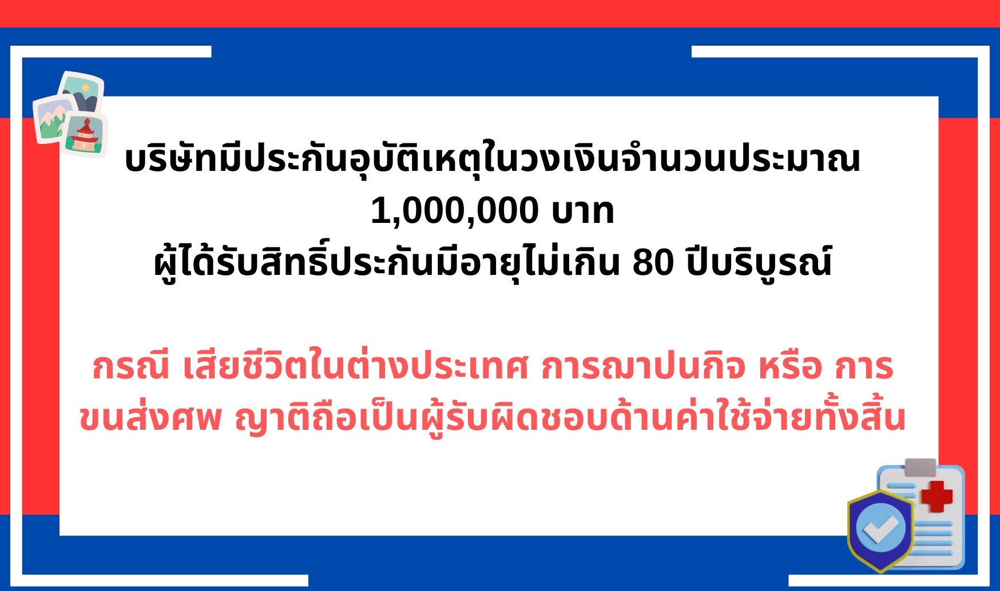 บริษัทมีประกันอุบัติเหตุในวงเงินจำนวนประมาณ
1,000,000 บาท
ผู้ได้รับสิทธิ์ประกันมีอายุไม่เกิน 80 ปีบริบูรณ์
กรณี เสียชีวิตในต่างประเทศ การฌาปนกิจ หรือ การ
ขนส่งศพ ญาติถือเป็นผู้รับผิดชอบด้านค่าใช้จ่ายทั้งสิ้น